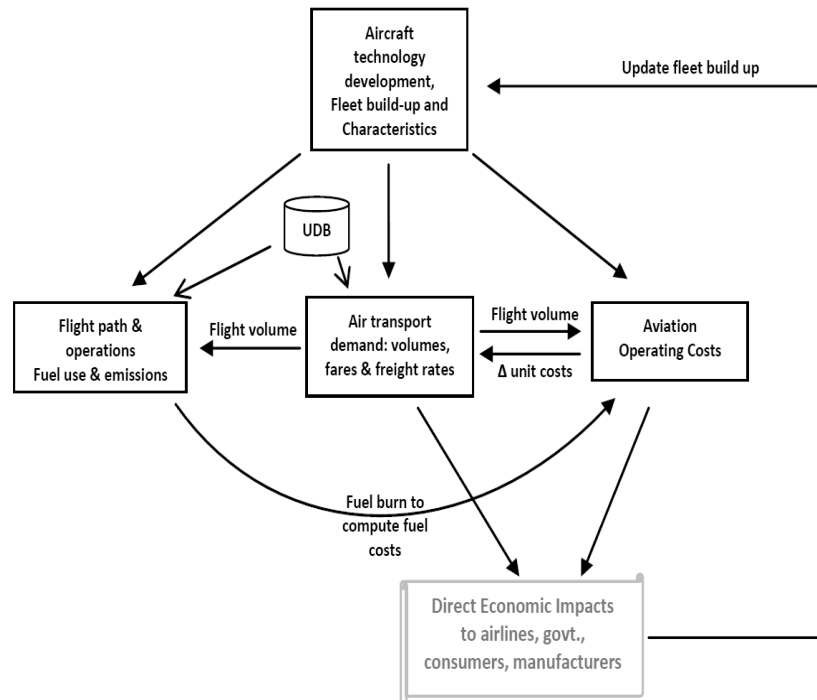 Aircraft
technology
development,
Fleet build-up and
Characteristics
Update fleet build up
UDB
Flight path &
operations
Fuel use & emissions
Flight volume
Air transport
demand: volumes,
fares & freight rates
Flight volume
Δ unit costs
Aviation
Operating Costs
Fuel burn to
compute fuel
costs
Direct Economic Impacts
to airlines, govt.,
consumers, manufacturers